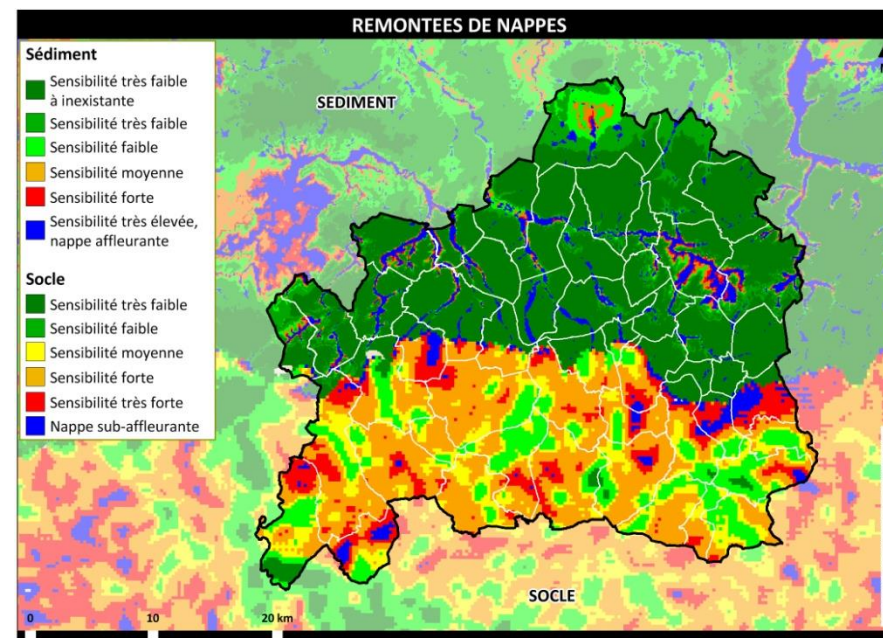 REMONTEES DE NAPPES
Sédiment
Sensibilité très faible
à inexistante
Sensibilité très faible
Sensibilité faible
Sensibilité moyenne
Sensibilité forte
Sensibilité très élevée,
nappe affleurante
Socle
Sensibilité très faible
Sensibilité faible
Sensibilité moyenne
Sensibilité forte
Sensibilité très forte
Nappe sub-affleurante
SEDIMENT
SOCLE
0 10 20 km